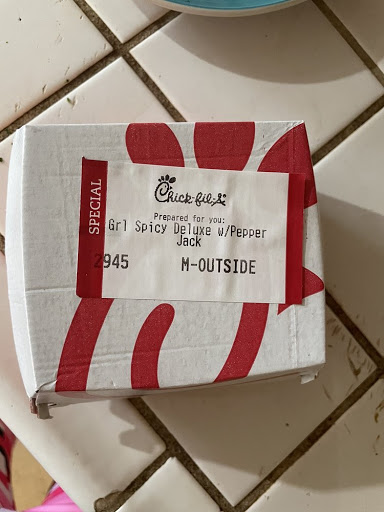 SPECIAL
Chick-fil-A
Prepared for you:
Grl Spicy Deluxe w/Pepper
Jack
2945
M-OUTSIDE